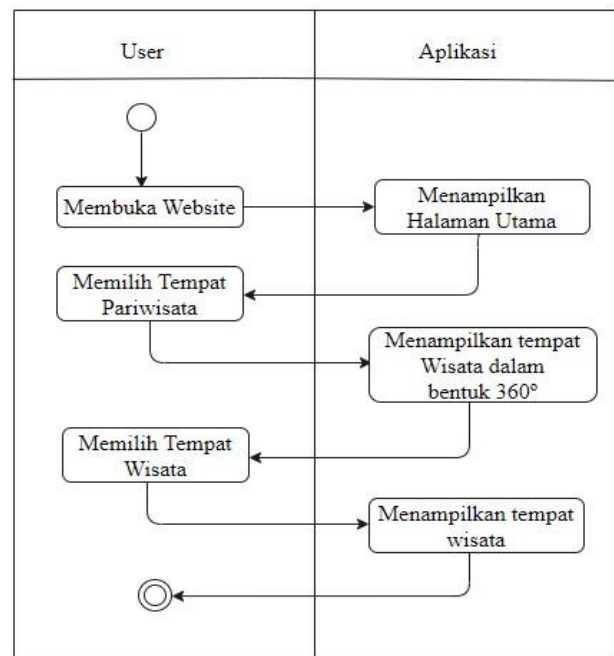 User
Aplikasi
Membuka Website
Menampilkan
Halaman Utama
Memilih Tempat
Pariwisata
Menampilkan tempat
Wisata dalam
bentuk 360°
Memilih Tempat
Wisata
Menampilkan tempat
wisata